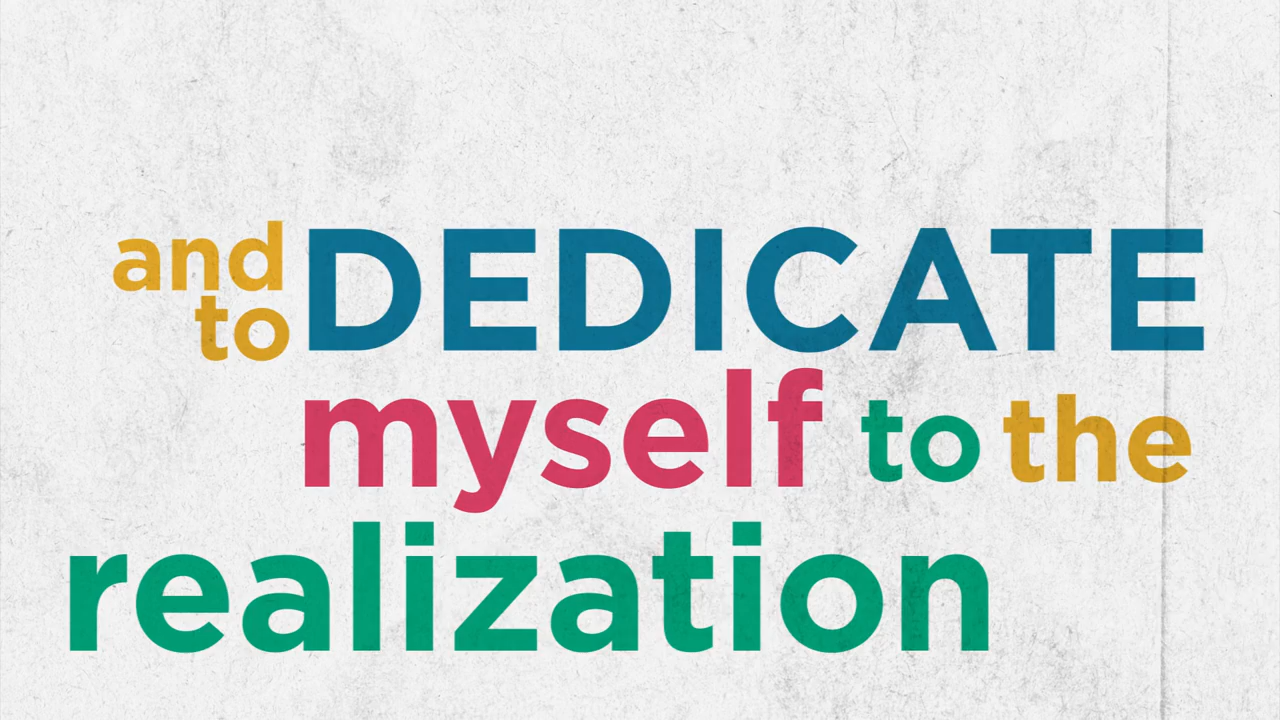 and
to DEDICATE
myself to the
realization